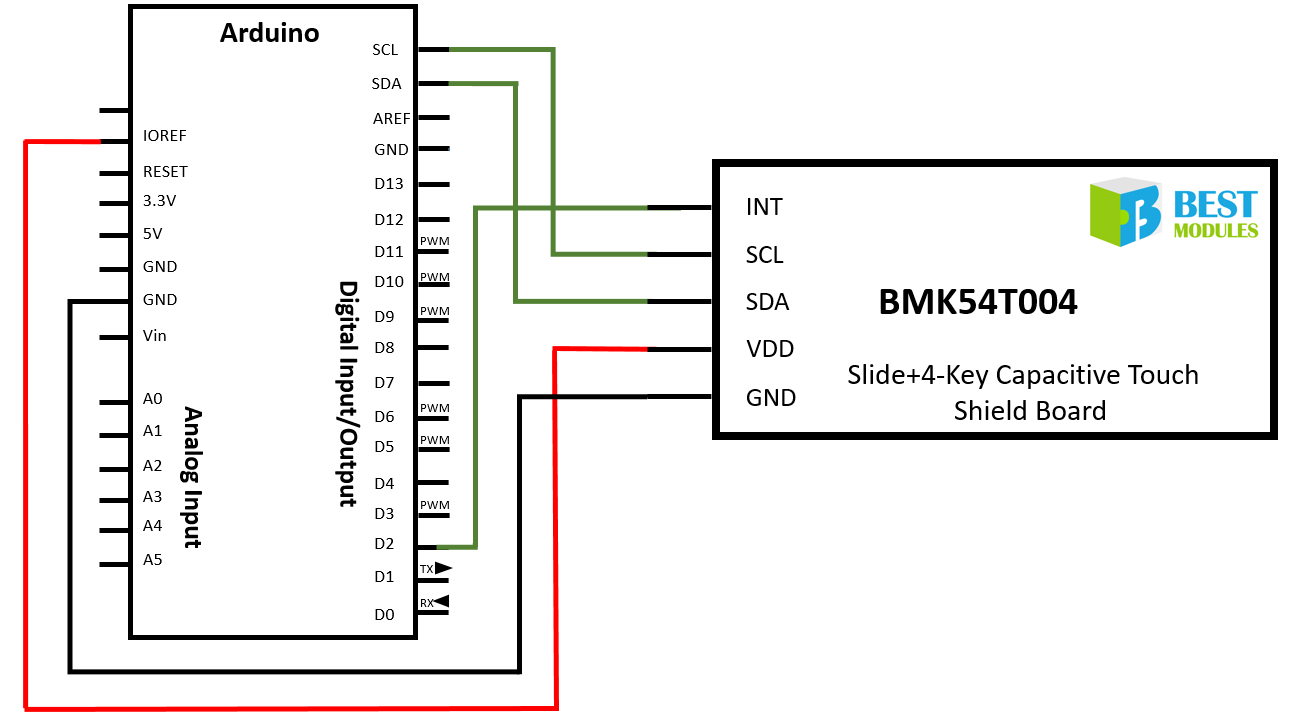 Arduino
SCL
SDA
AREF
GND
D13
D12
D11
PWM
D10
PWM
D9
PWM
D8
D7
D6
PWM
D5
PWM
D4
D3
PWM
D2
D1
TX
D0
RX
Digital Input/Output
IOREF
RESET
3.3V
5V
GND
GND
Vin
A0
A1
A2
A3
A4
A5
Analog Input
INT
SCL
SDA
VDD
GND
BEST
MODULES
BMK54T004
Slide+4-Key Capacitive Touch
Shield Board